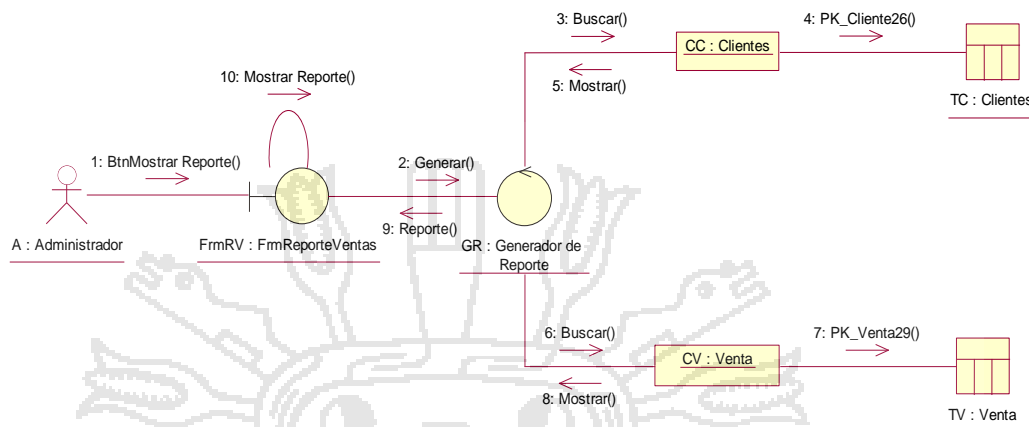 3: Buscar()
4: PK_Cliente26()
CC : Clientes
5: Mostrar()
TC : Clientes
10: Mostrar Reporte()
1: BtnMostrar Reporte()
2: Generar()
9: Reporte()
A : Administrador
FrmRV : FrmReporteVentas
GR : Generador de
Reporte
6: Buscar()
7: PK_Venta29()
CV : Venta
8: Mostrar()
TV : Venta